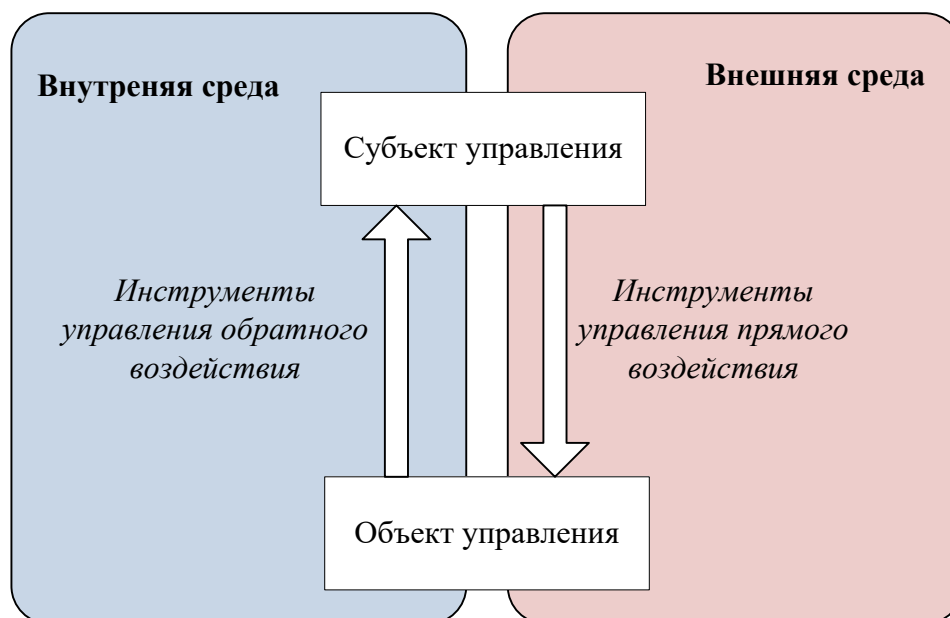 Внутреняя среда
Внешняя среда
Субъект управления
Инструменты
управления обратного
воздействия
Инструменты
управления прямого
воздействия
Объект управления